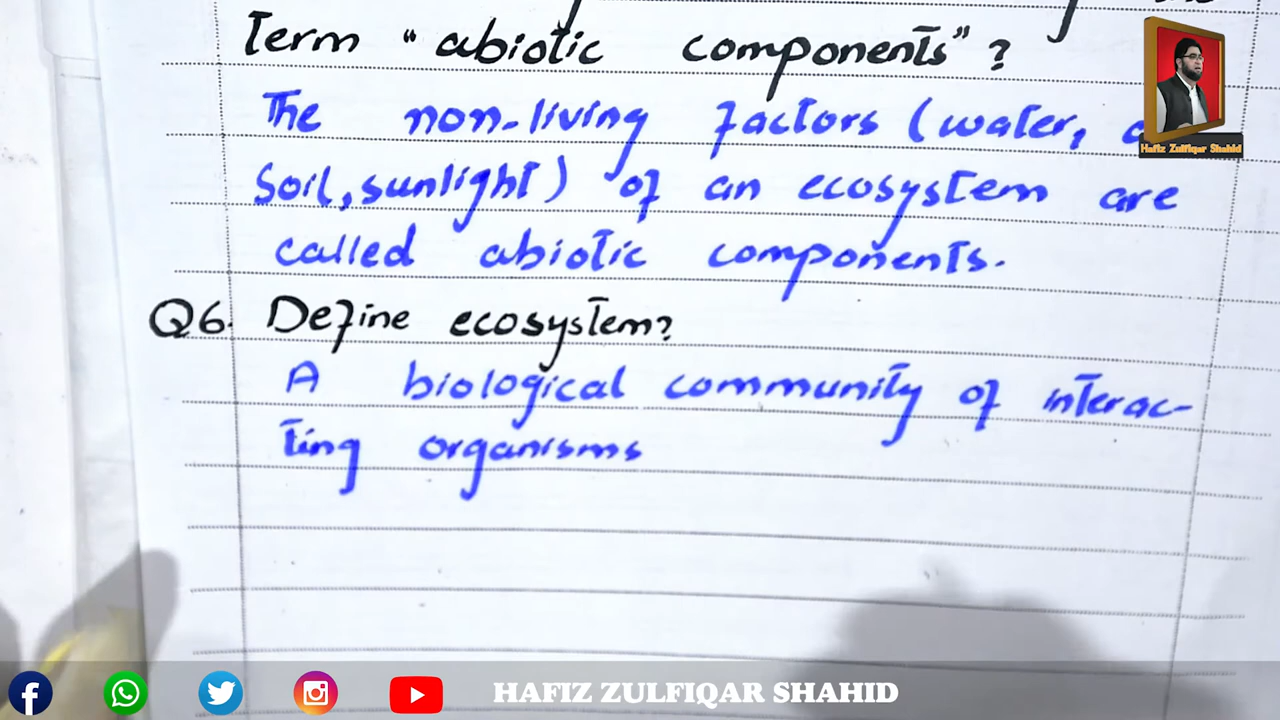 Term "abiotic components"?
The non-living factors (water,
Soil, sunlight) of an ecosystem are
called abiotic components.
Q6. Define ecosystem?
A biological community of interac-
ting organisms
Hafiz Zulfiqar Shahid
HAFIZ ZULFIQAR SHAHID